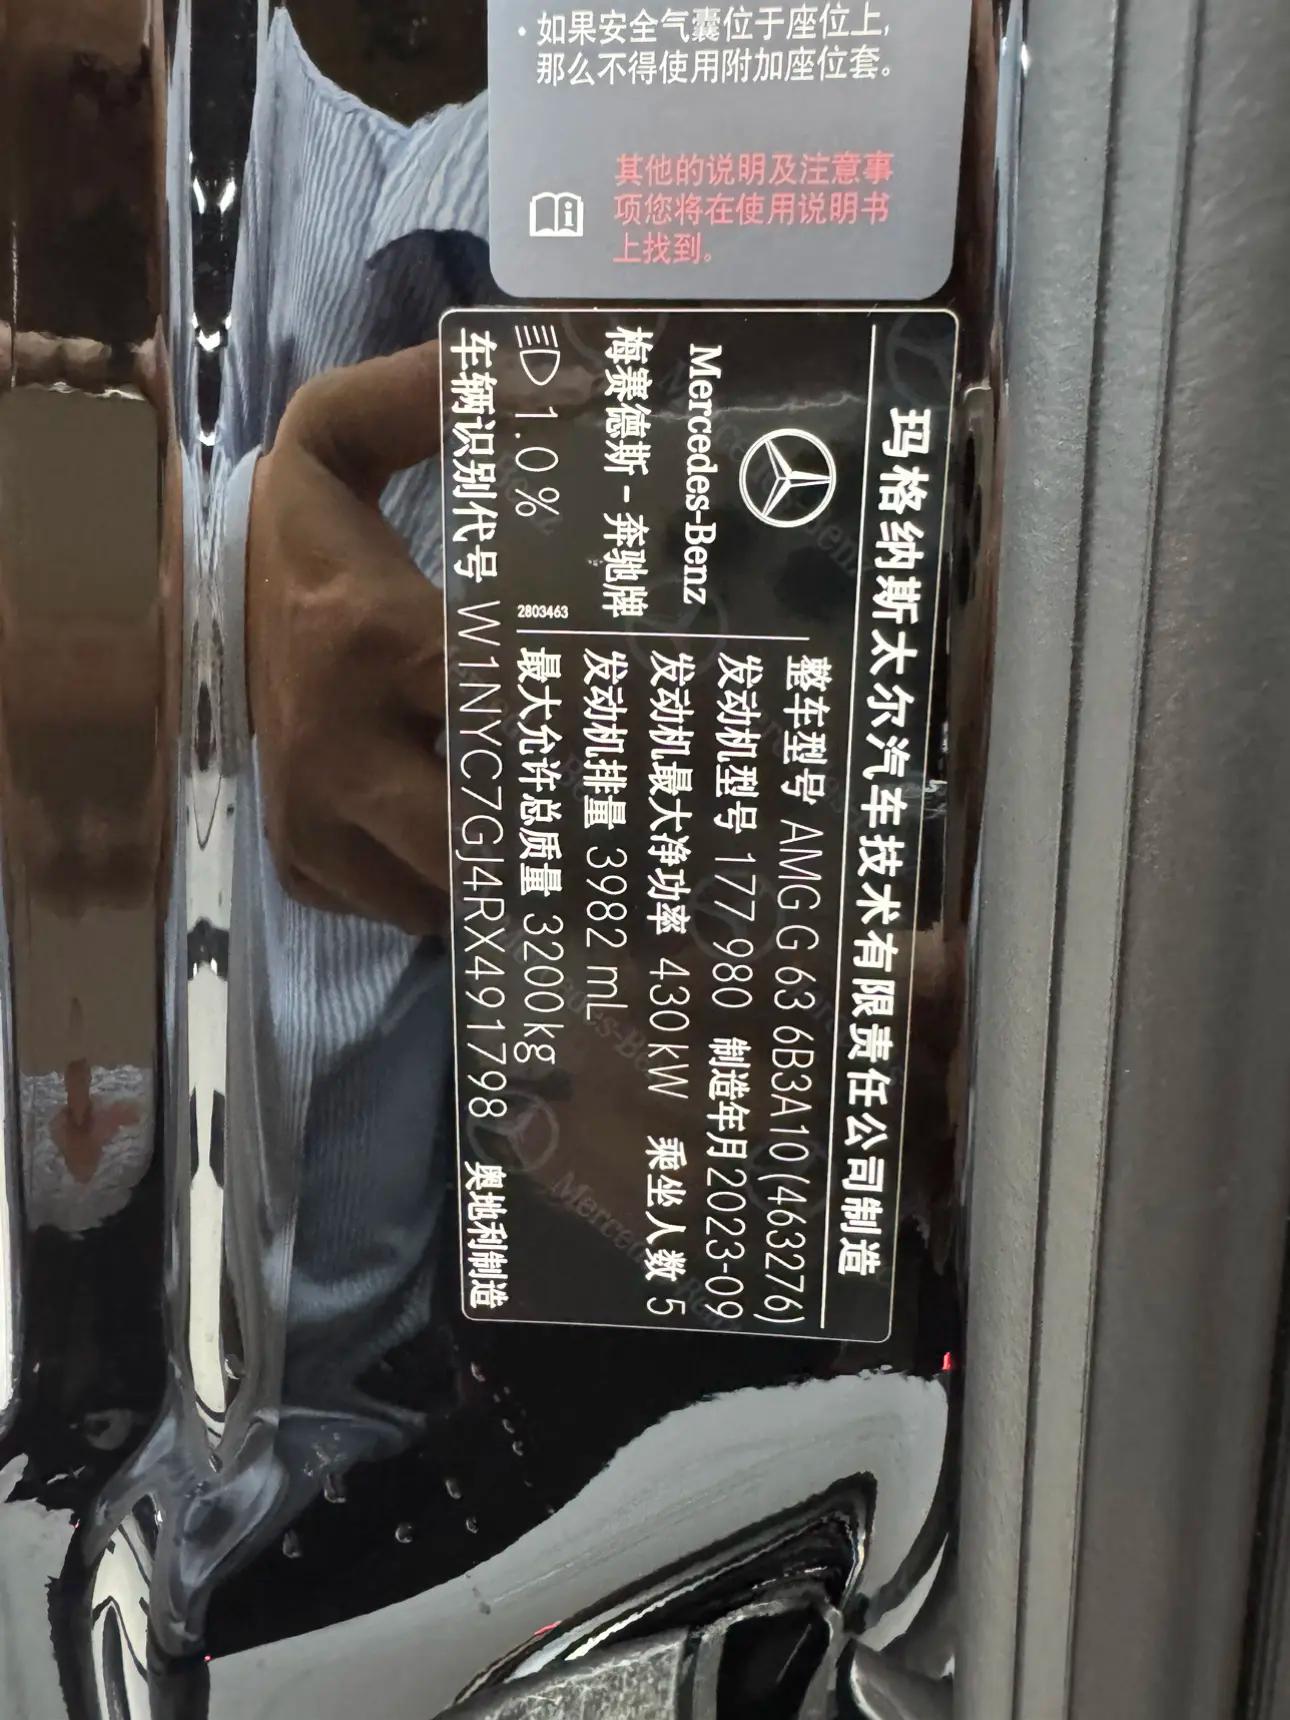 ·如果安全气囊位于座位上,
那么不得使用附加座位套。
其他的说明及注意事
项您将在使用说明书
上找到。
玛格纳斯太尔汽车技术有限责任公司制造
Mercedes-Benz
梅赛德斯-奔驰牌
1.0%
2803463
整车型号 AMG G 63 6B3A10(463276)
发动机型号 177 980 制造年月 2023-09
发动机最大净功率 430kW 乘坐人数 5
发动机排量 3982 mL
最大允许总质量 3200kg
车辆识别代号 W1NYC7GJ4RX491798 奥地利制造